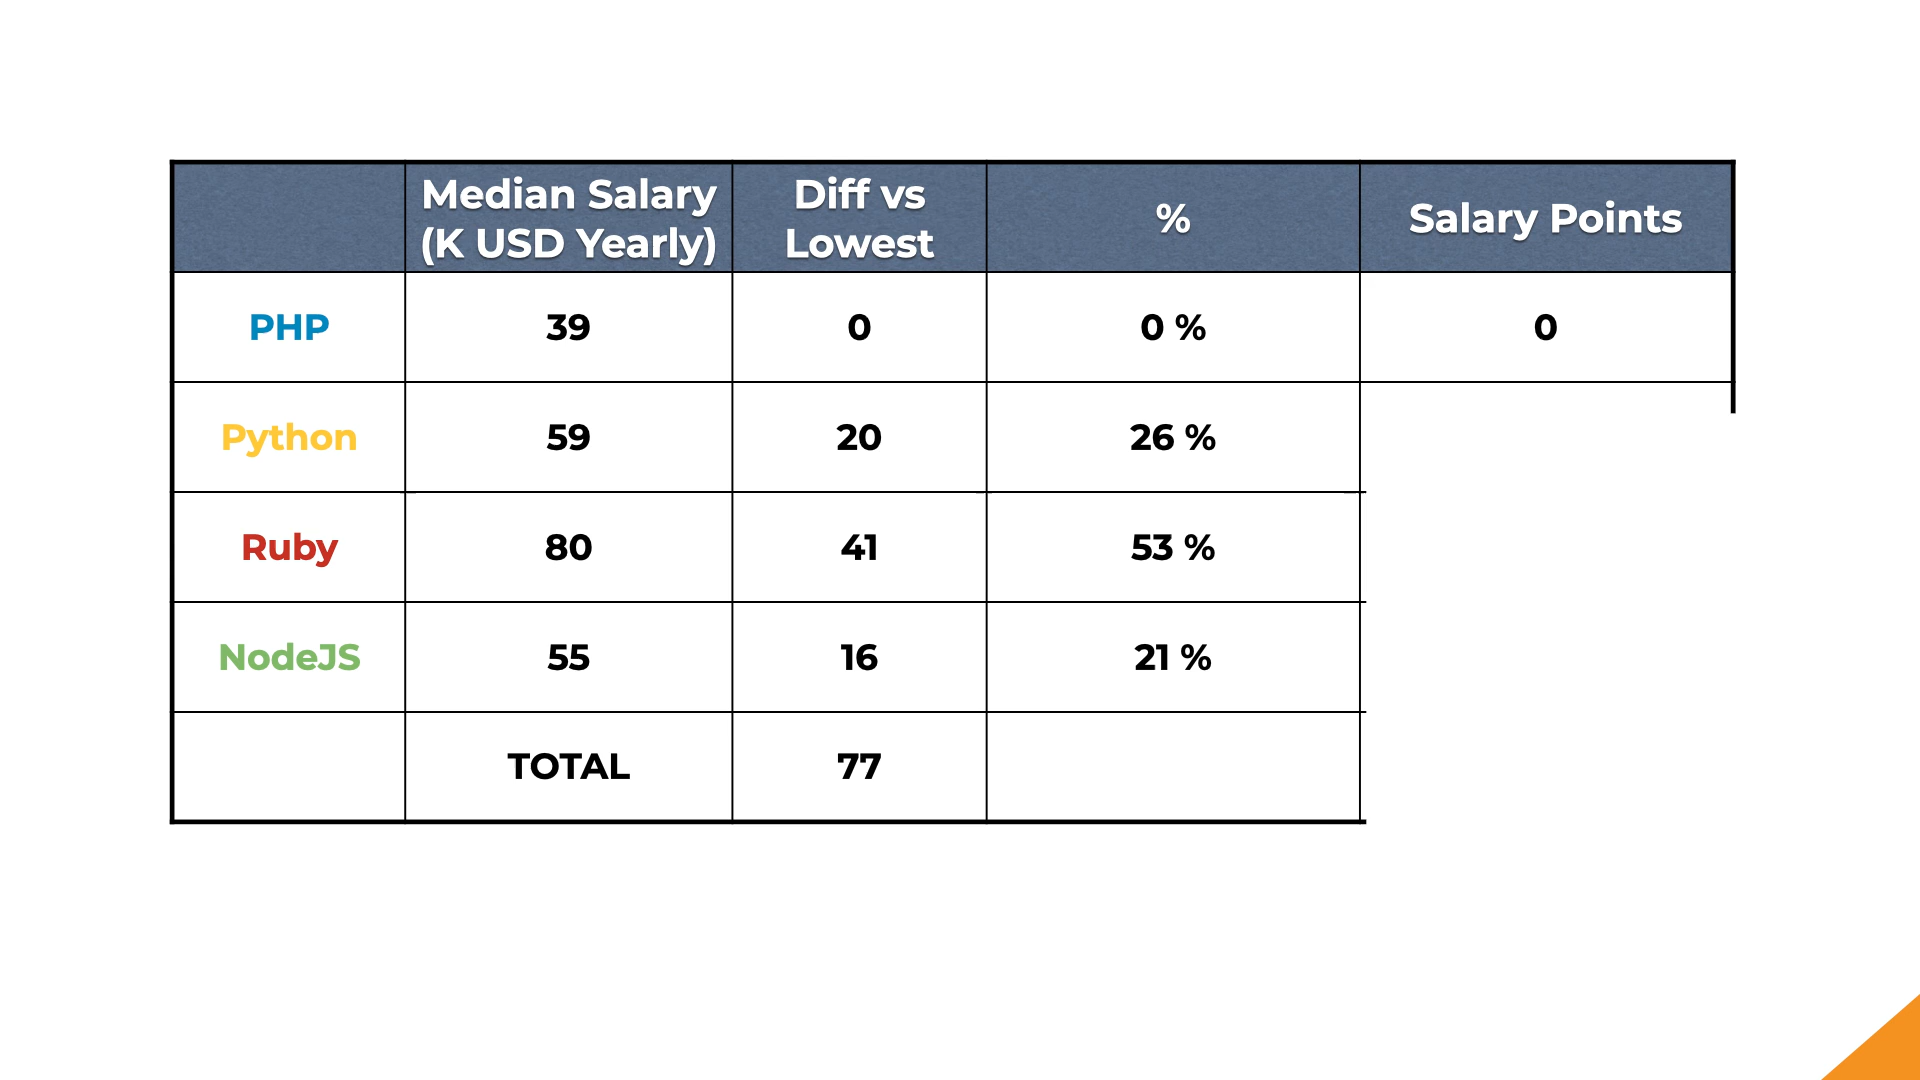 Median Salary (K USD Yearly) Diff vs Lowest % Salary Points
PHP 39 0 0 % 0
Python 59 20 26 %
Ruby 80 41 53 %
NodeJS 55 16 21 %
TOTAL 77